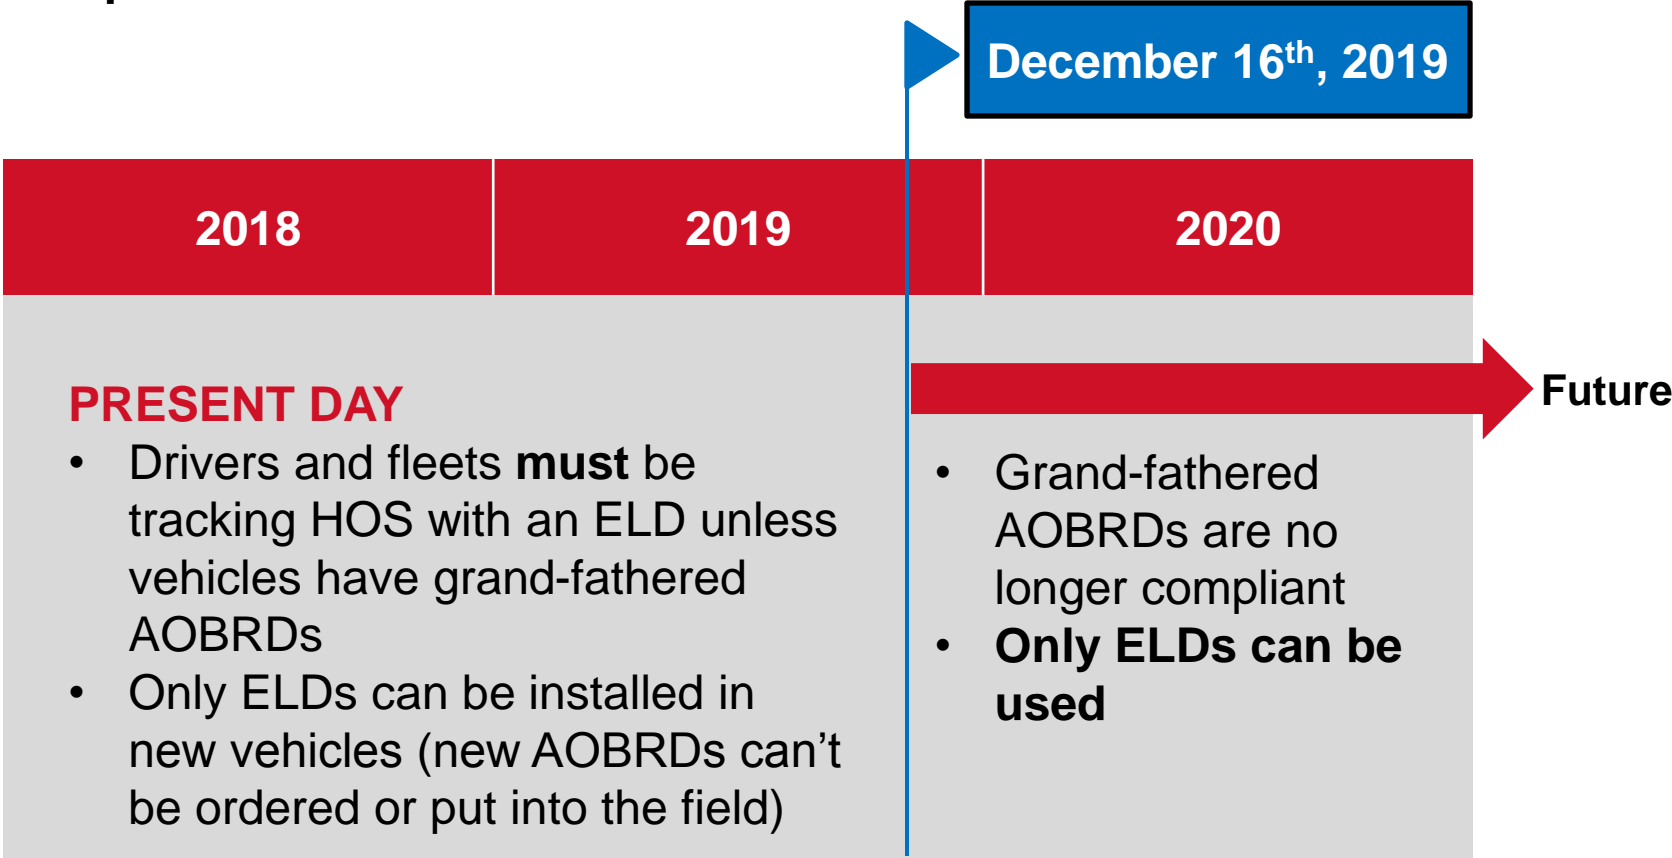 December 16th, 2019
2018 2019 2020
Future
PRESENT DAY
• Drivers and fleets must be
tracking HOS with an ELD unless
vehicles have grand-fathered
AOBRDs
• Only ELDs can be installed in
new vehicles (new AOBRDs can’t
be ordered or put into the field)
• Grand-fathered
AOBRDs are no
longer compliant
• Only ELDs can be
used